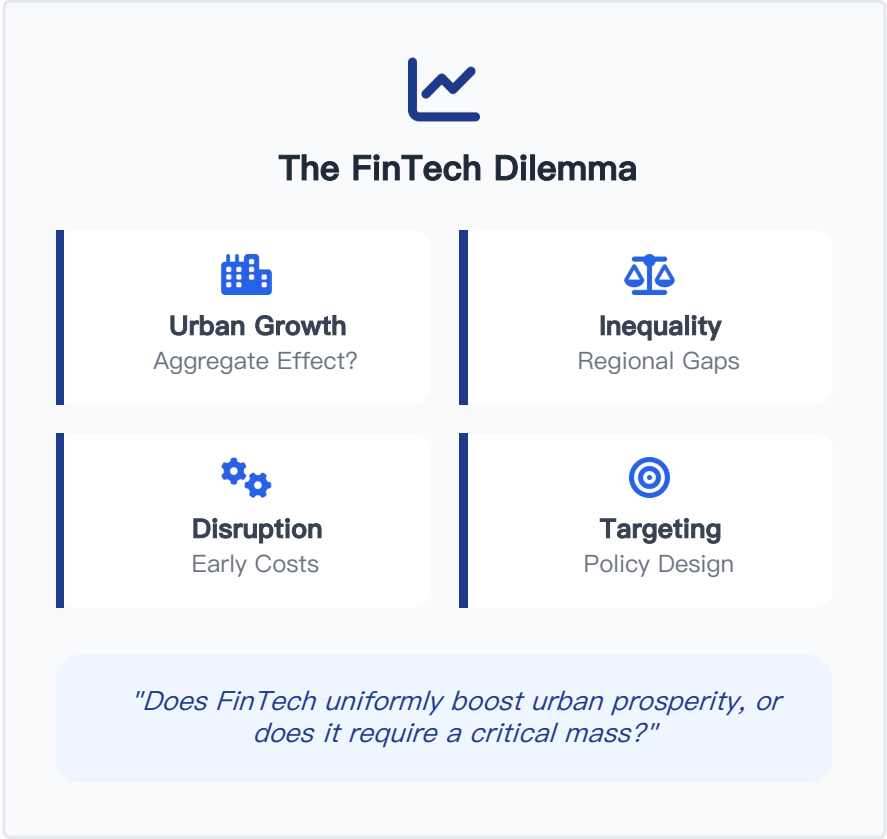 The FinTech Dilemma
Urban Growth
Aggregate Effect?
Inequality
Regional Gaps
Disruption
Early Costs
Targeting
Policy Design
"Does FinTech uniformly boost urban prosperity, or
does it require a critical mass?"